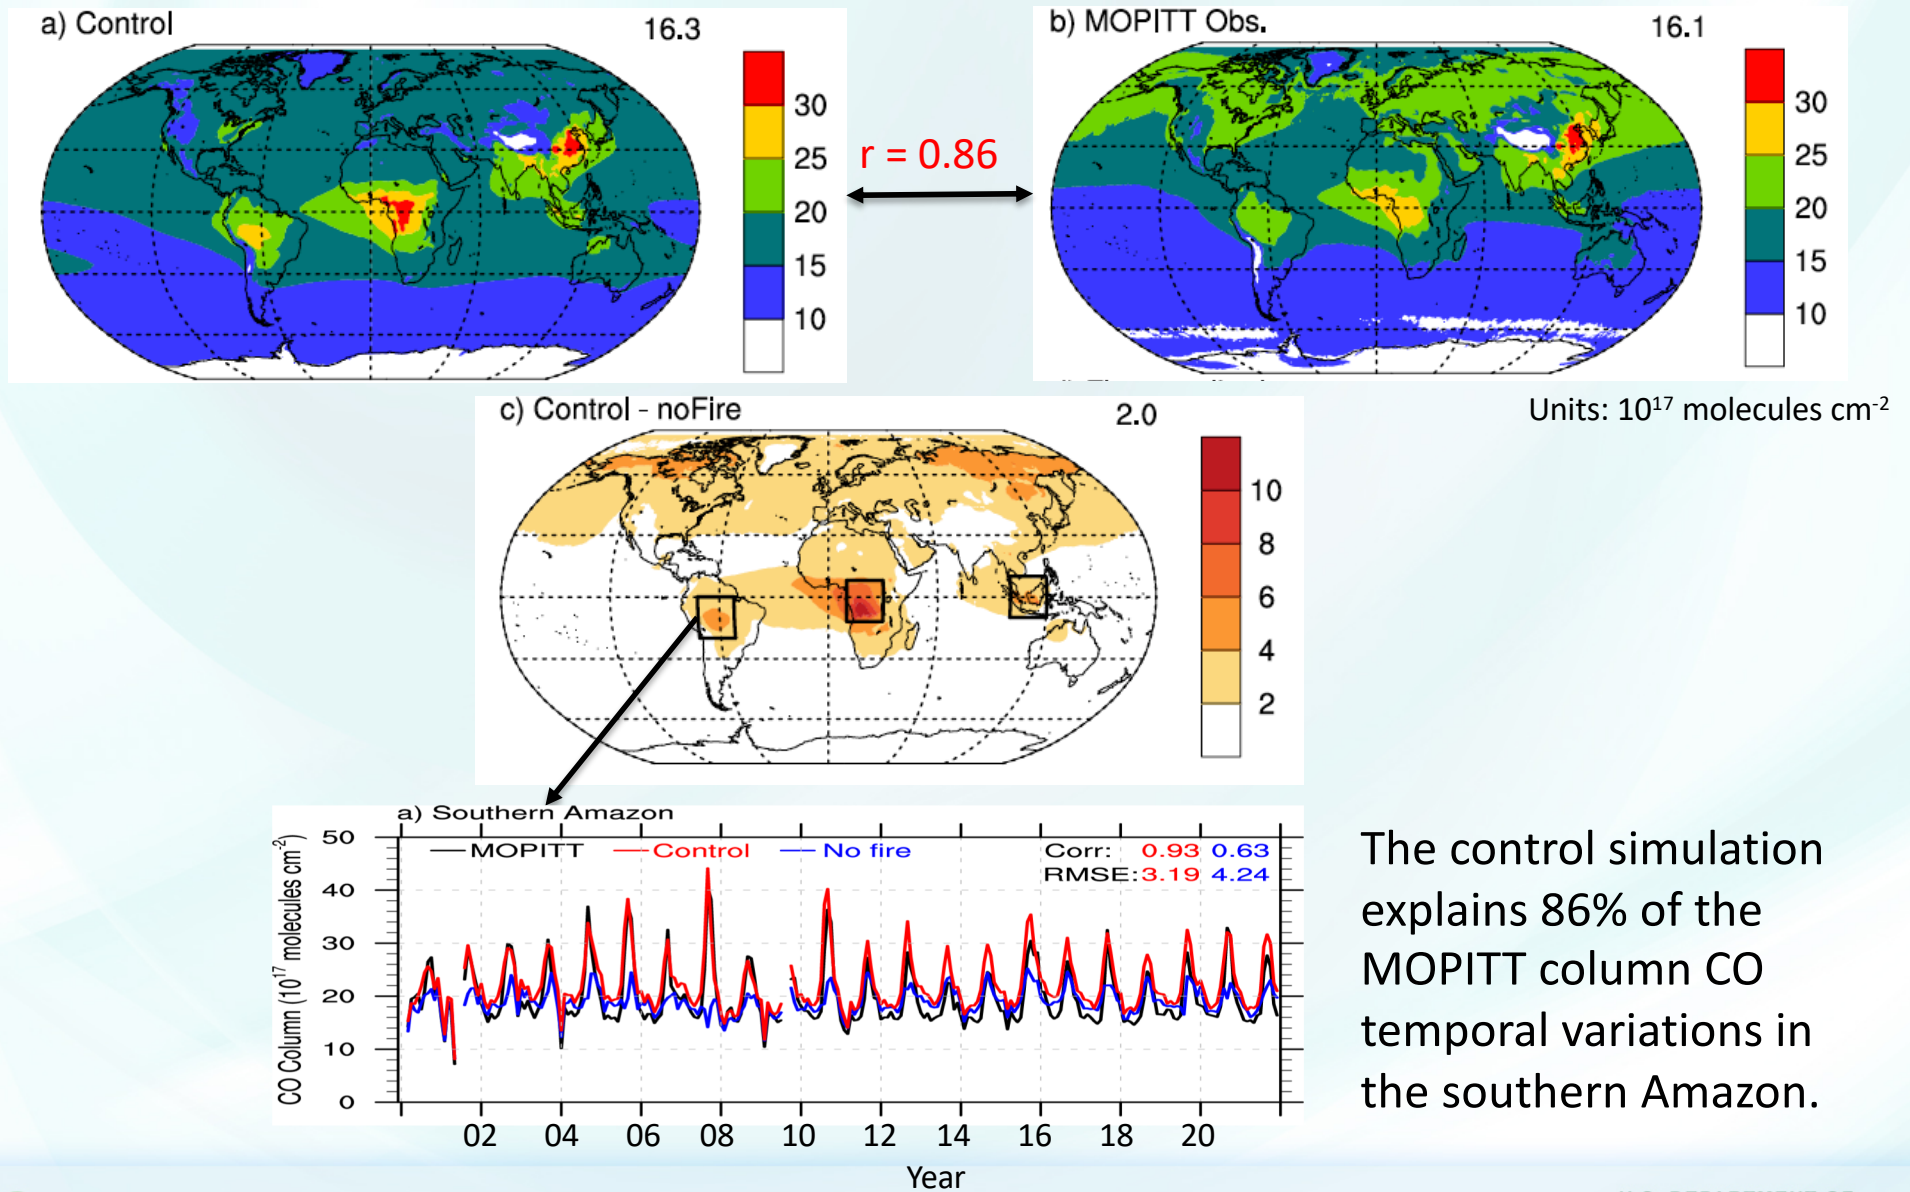 a) Control
16.3
30
25
20
15
10
r = 0.86
b) MOPITT Obs.
16.1
30
25
20
15
10
Units: 10¹⁷ molecules cm⁻²
c) Control - noFire
2.0
10
8
6
4
2
a) Southern Amazon
MOPITT Control No fire
Corr: 0.93 0.63
RMSE: 3.19 4.24
CO Column (10¹⁷ molecules cm⁻²)
50
40
30
20
10
0
02 04 06 08 10 12 14 16 18 20
Year
The control simulation
explains 86% of the
MOPITT column CO
temporal variations in
the southern Amazon.